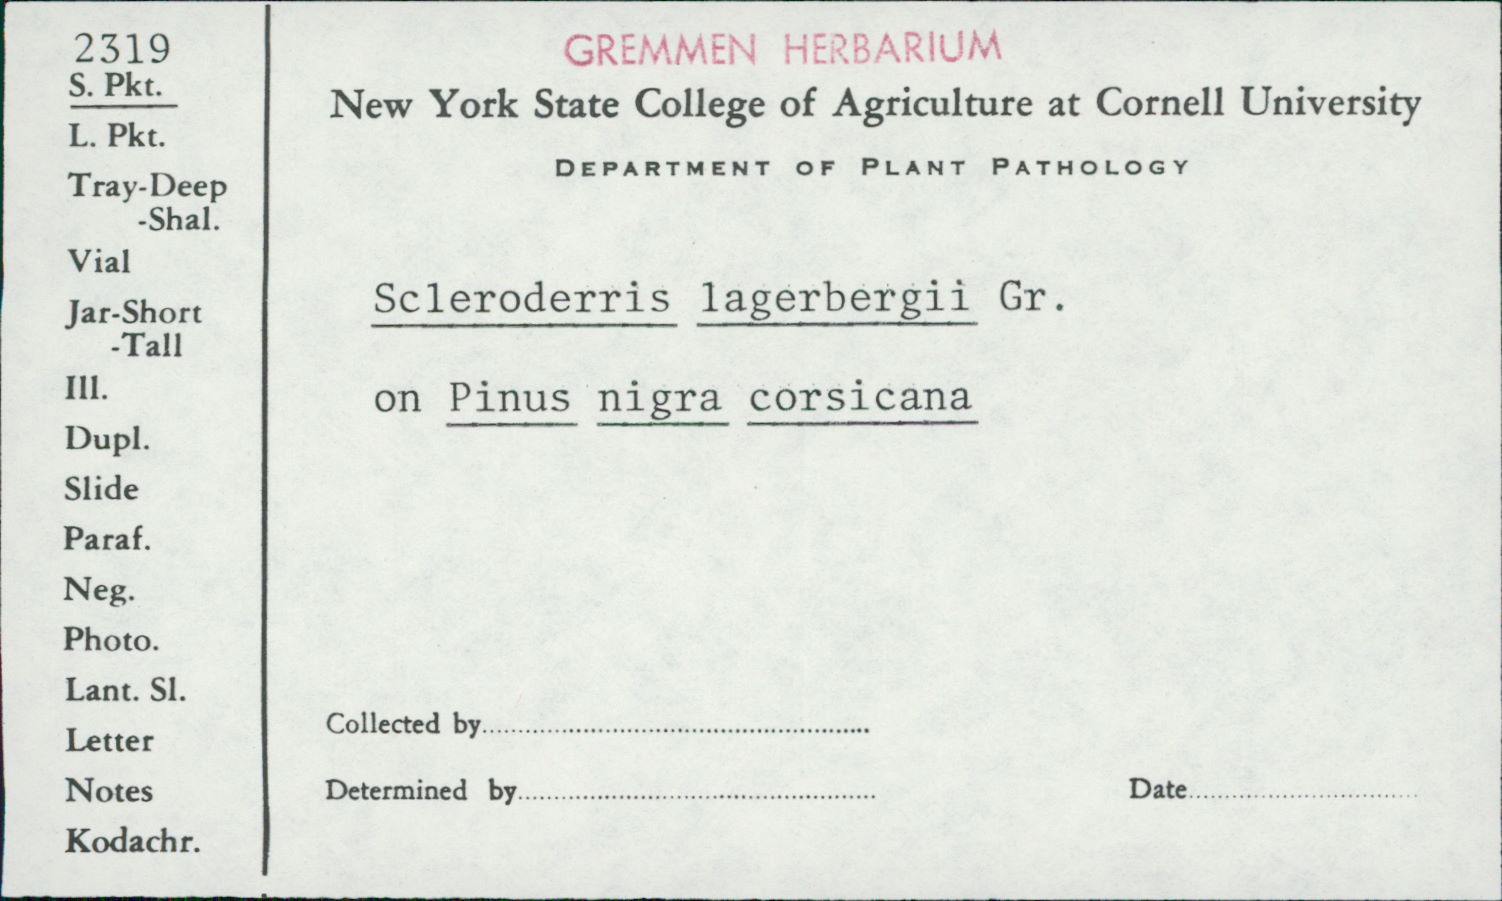 2319
S. Pkt.
L. Pkt.
Tray-Deep
-Shal.
Vial
Jar-Short
-Tall
Ill.
Dupl.
Slide
Paraf.
Neg.
Photo.
Lant. Sl.
Letter
Notes
Kodachr.
GREMMEN HERBARIUM
New York State College of Agriculture at Cornell University
DEPARTMENT OF PLANT PATHOLOGY
Scleroderris lagerbergii Gr.
on Pinus nigra corsicana
Collected by
Determined by
Date